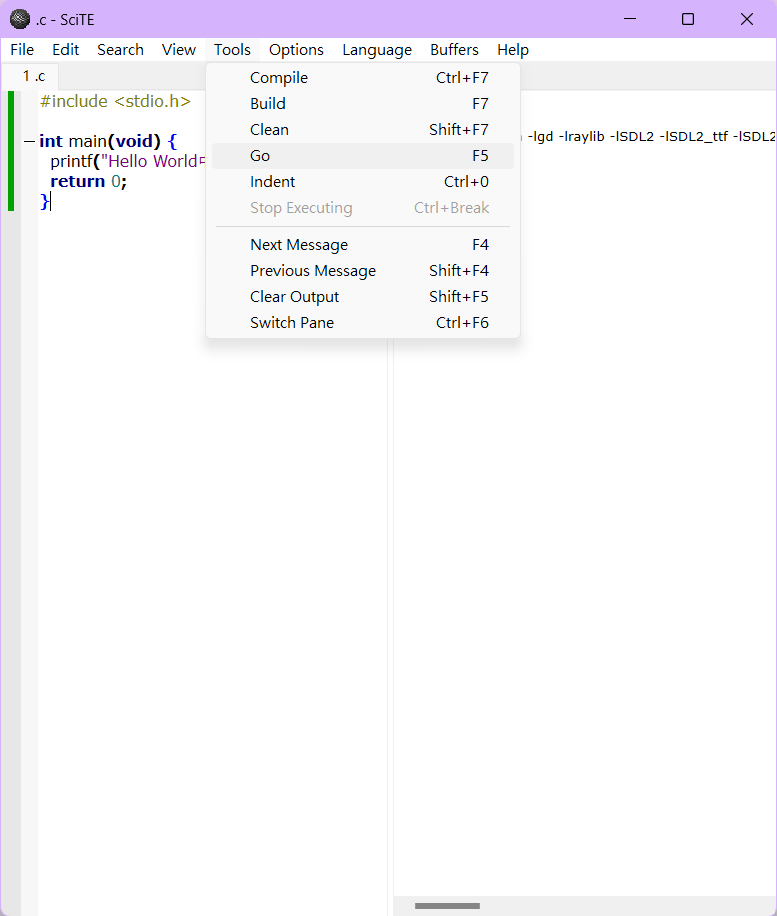 .c - SciTE
File Edit Search View Tools Options Language Buffers Help
1 .c
#include <stdio.h>
int main(void) {
printf("Hello World
return 0;
}
Compile Ctrl+F7
Build F7
Clean Shift+F7
Go F5
Indent Ctrl+0
Stop Executing Ctrl+Break
Next Message F4
Previous Message Shift+F4
Clear Output Shift+F5
Switch Pane Ctrl+F6
-lgd -lraylib -lSDL2 -lSDL2_ttf -lSDL2